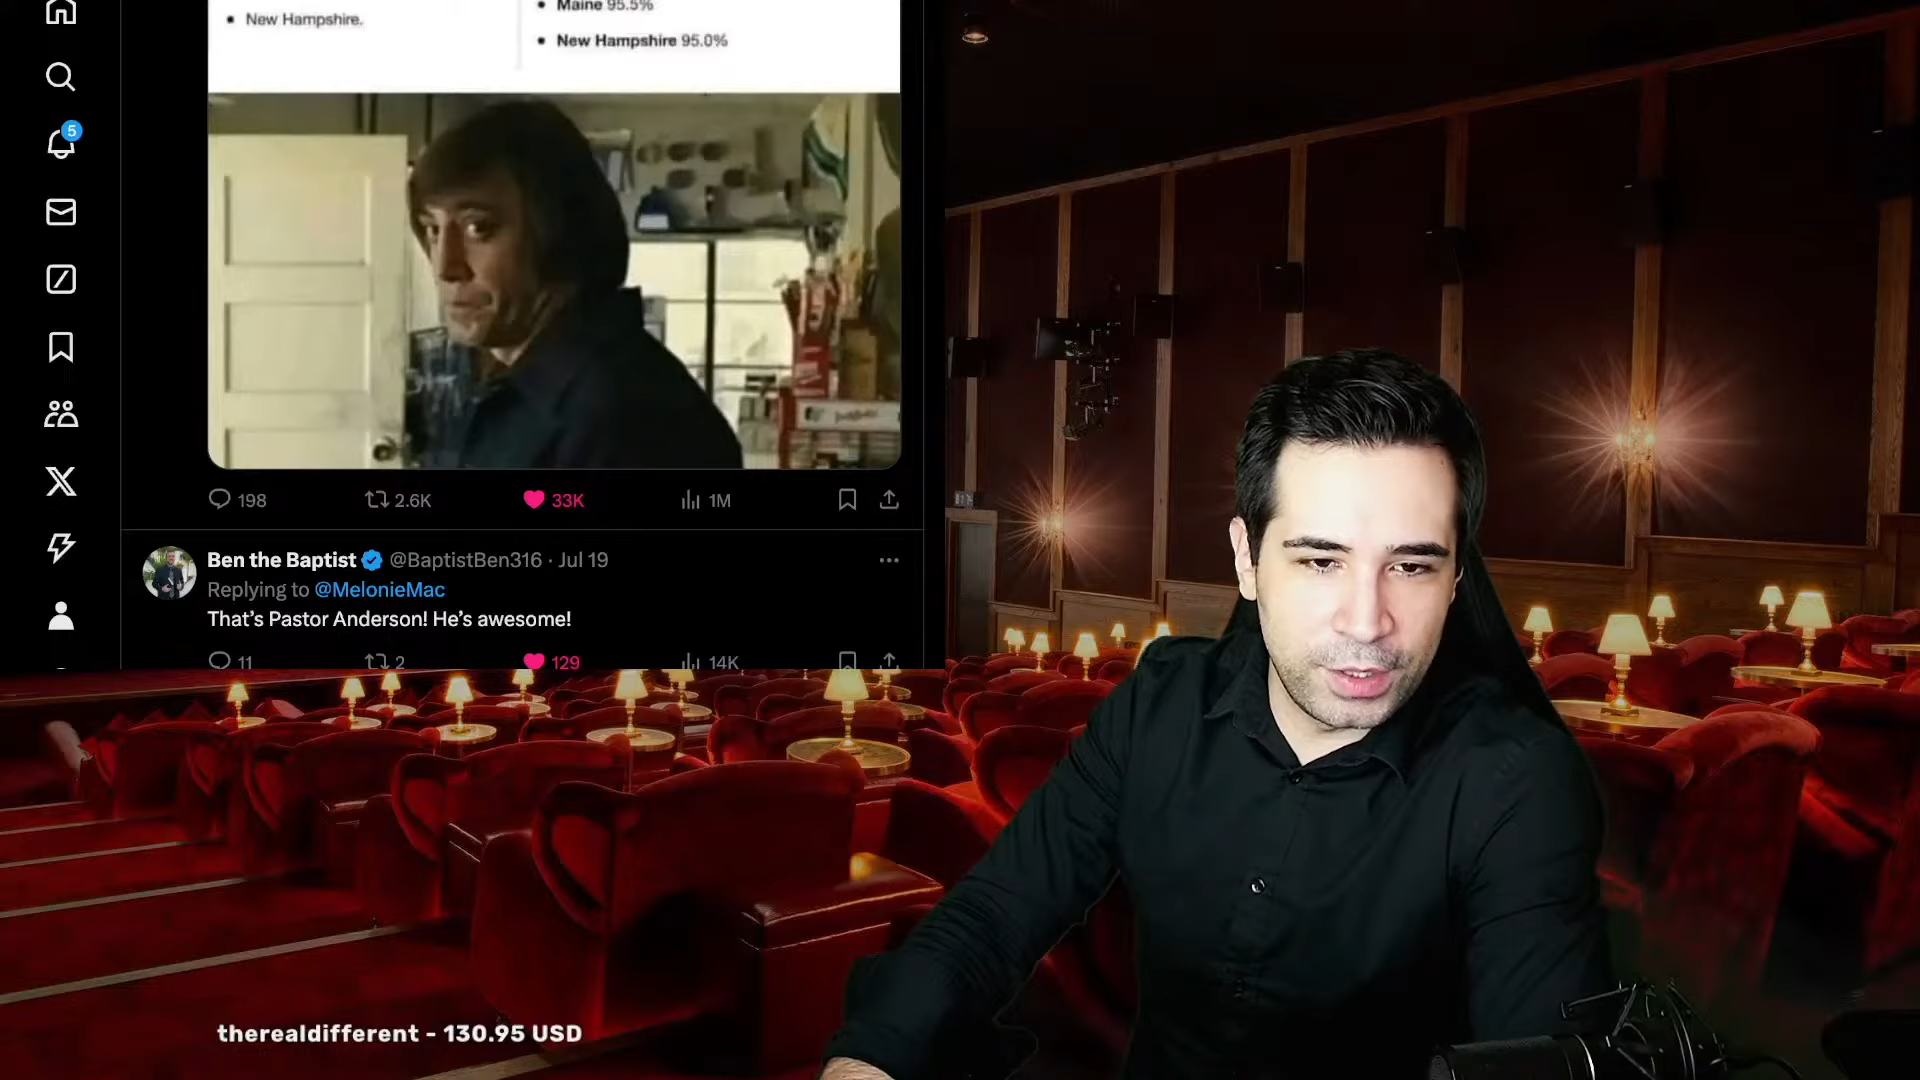 Maine 95.5%
New Hampshire.
New Hampshire 95.0%
5
198
2.6K
33K
1M
Ben the Baptist @BaptistBen316 · Jul 19
Replying to @MelonieMac
That's Pastor Anderson! He's awesome!
11
2
129
14K
therealdifferent - 130.95 USD